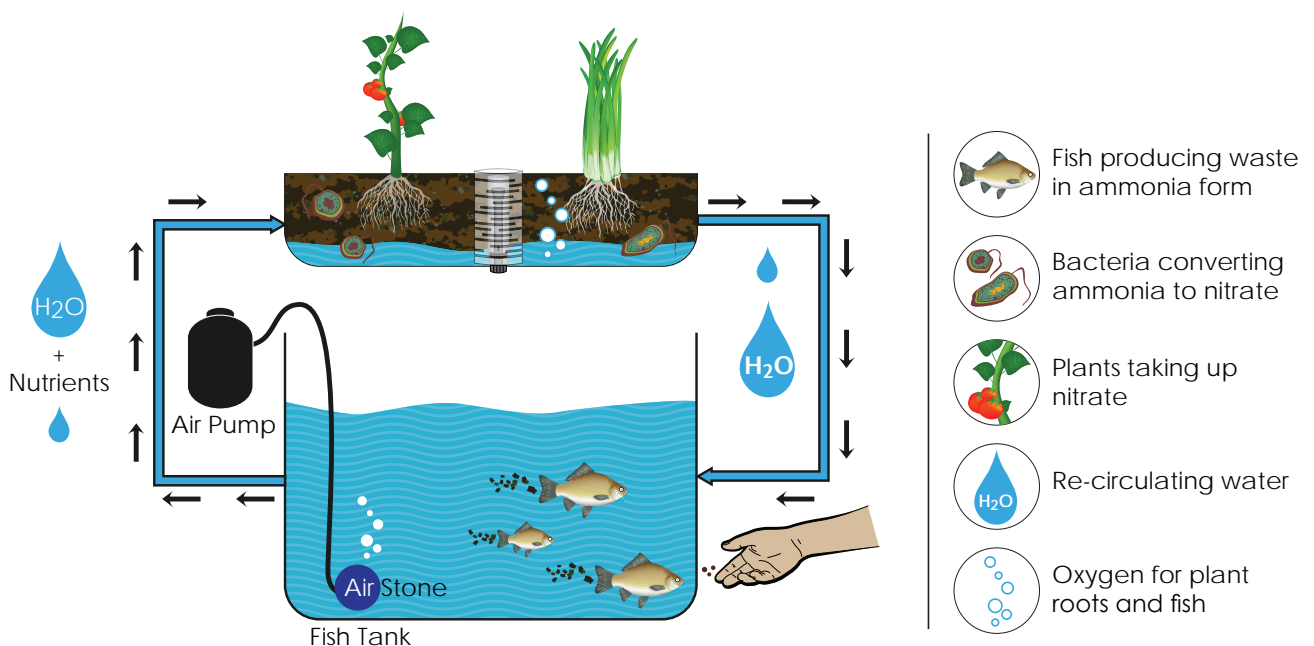 H2O
+
Nutrients
Air Pump
Air Stone
Fish Tank
H₂O
Fish producing waste
in ammonia form
Bacteria converting
ammonia to nitrate
Plants taking up
nitrate
H₂O
Re-circulating water
Oxygen for plant
roots and fish